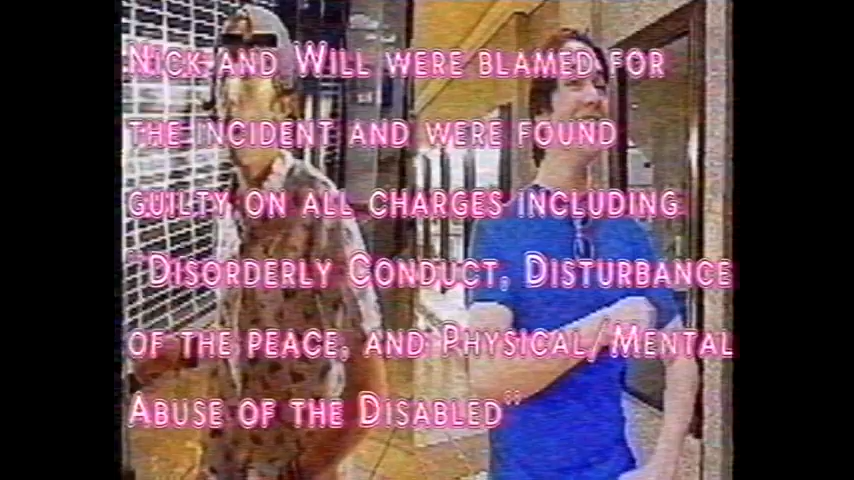 Nick and Will were blamed for
the incident and were found
guilty on all charges including
"Disorderly Conduct, Disturbance
of the peace, and Physical/Mental
Abuse of the Disabled"